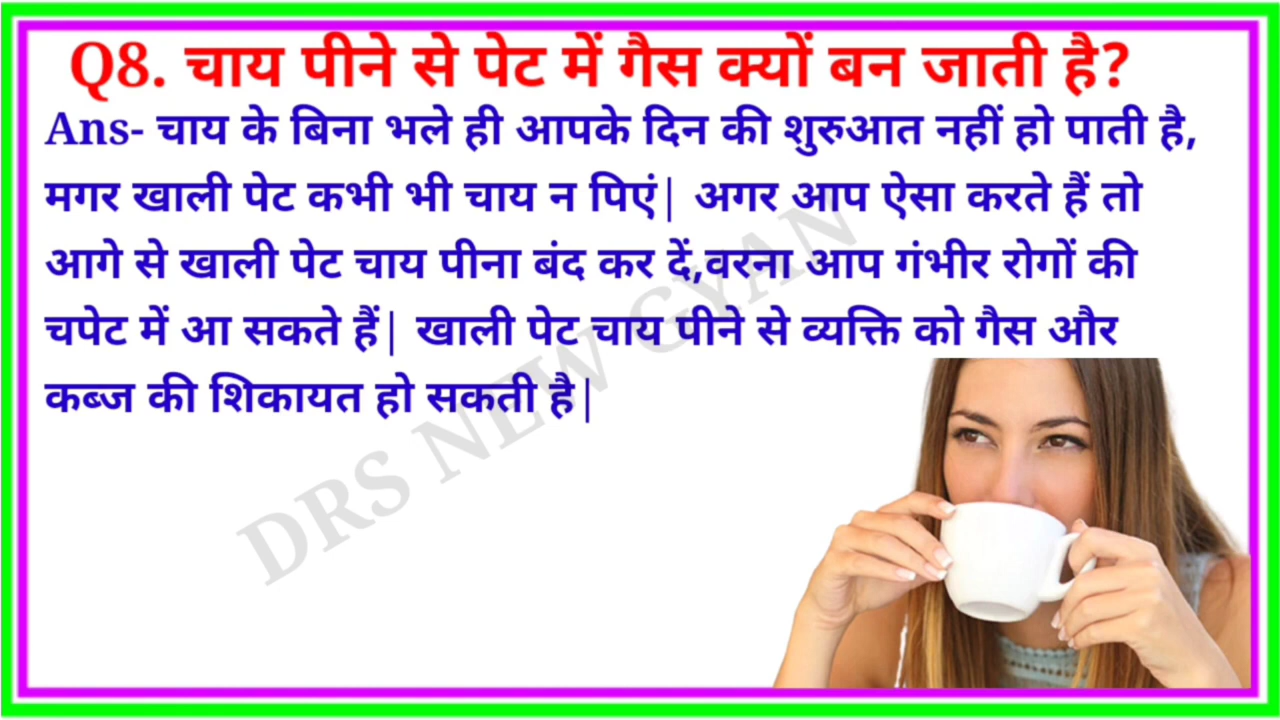 Q8. चाय पीने से पेट में गैस क्यों बन जाती है?
Ans- चाय के बिना भले ही आपके दिन की शुरुआत नहीं हो पाती है,
मगर खाली पेट कभी भी चाय न पिएं| अगर आप ऐसा करते हैं तो
आगे से खाली पेट चाय पीना बंद कर दें,वरना आप गंभीर रोगों की
चपेट में आ सकते हैं| खाली पेट चाय पीने से व्यक्ति को गैस और
कब्ज की शिकायत हो सकती है|
DRS NEW GYAN